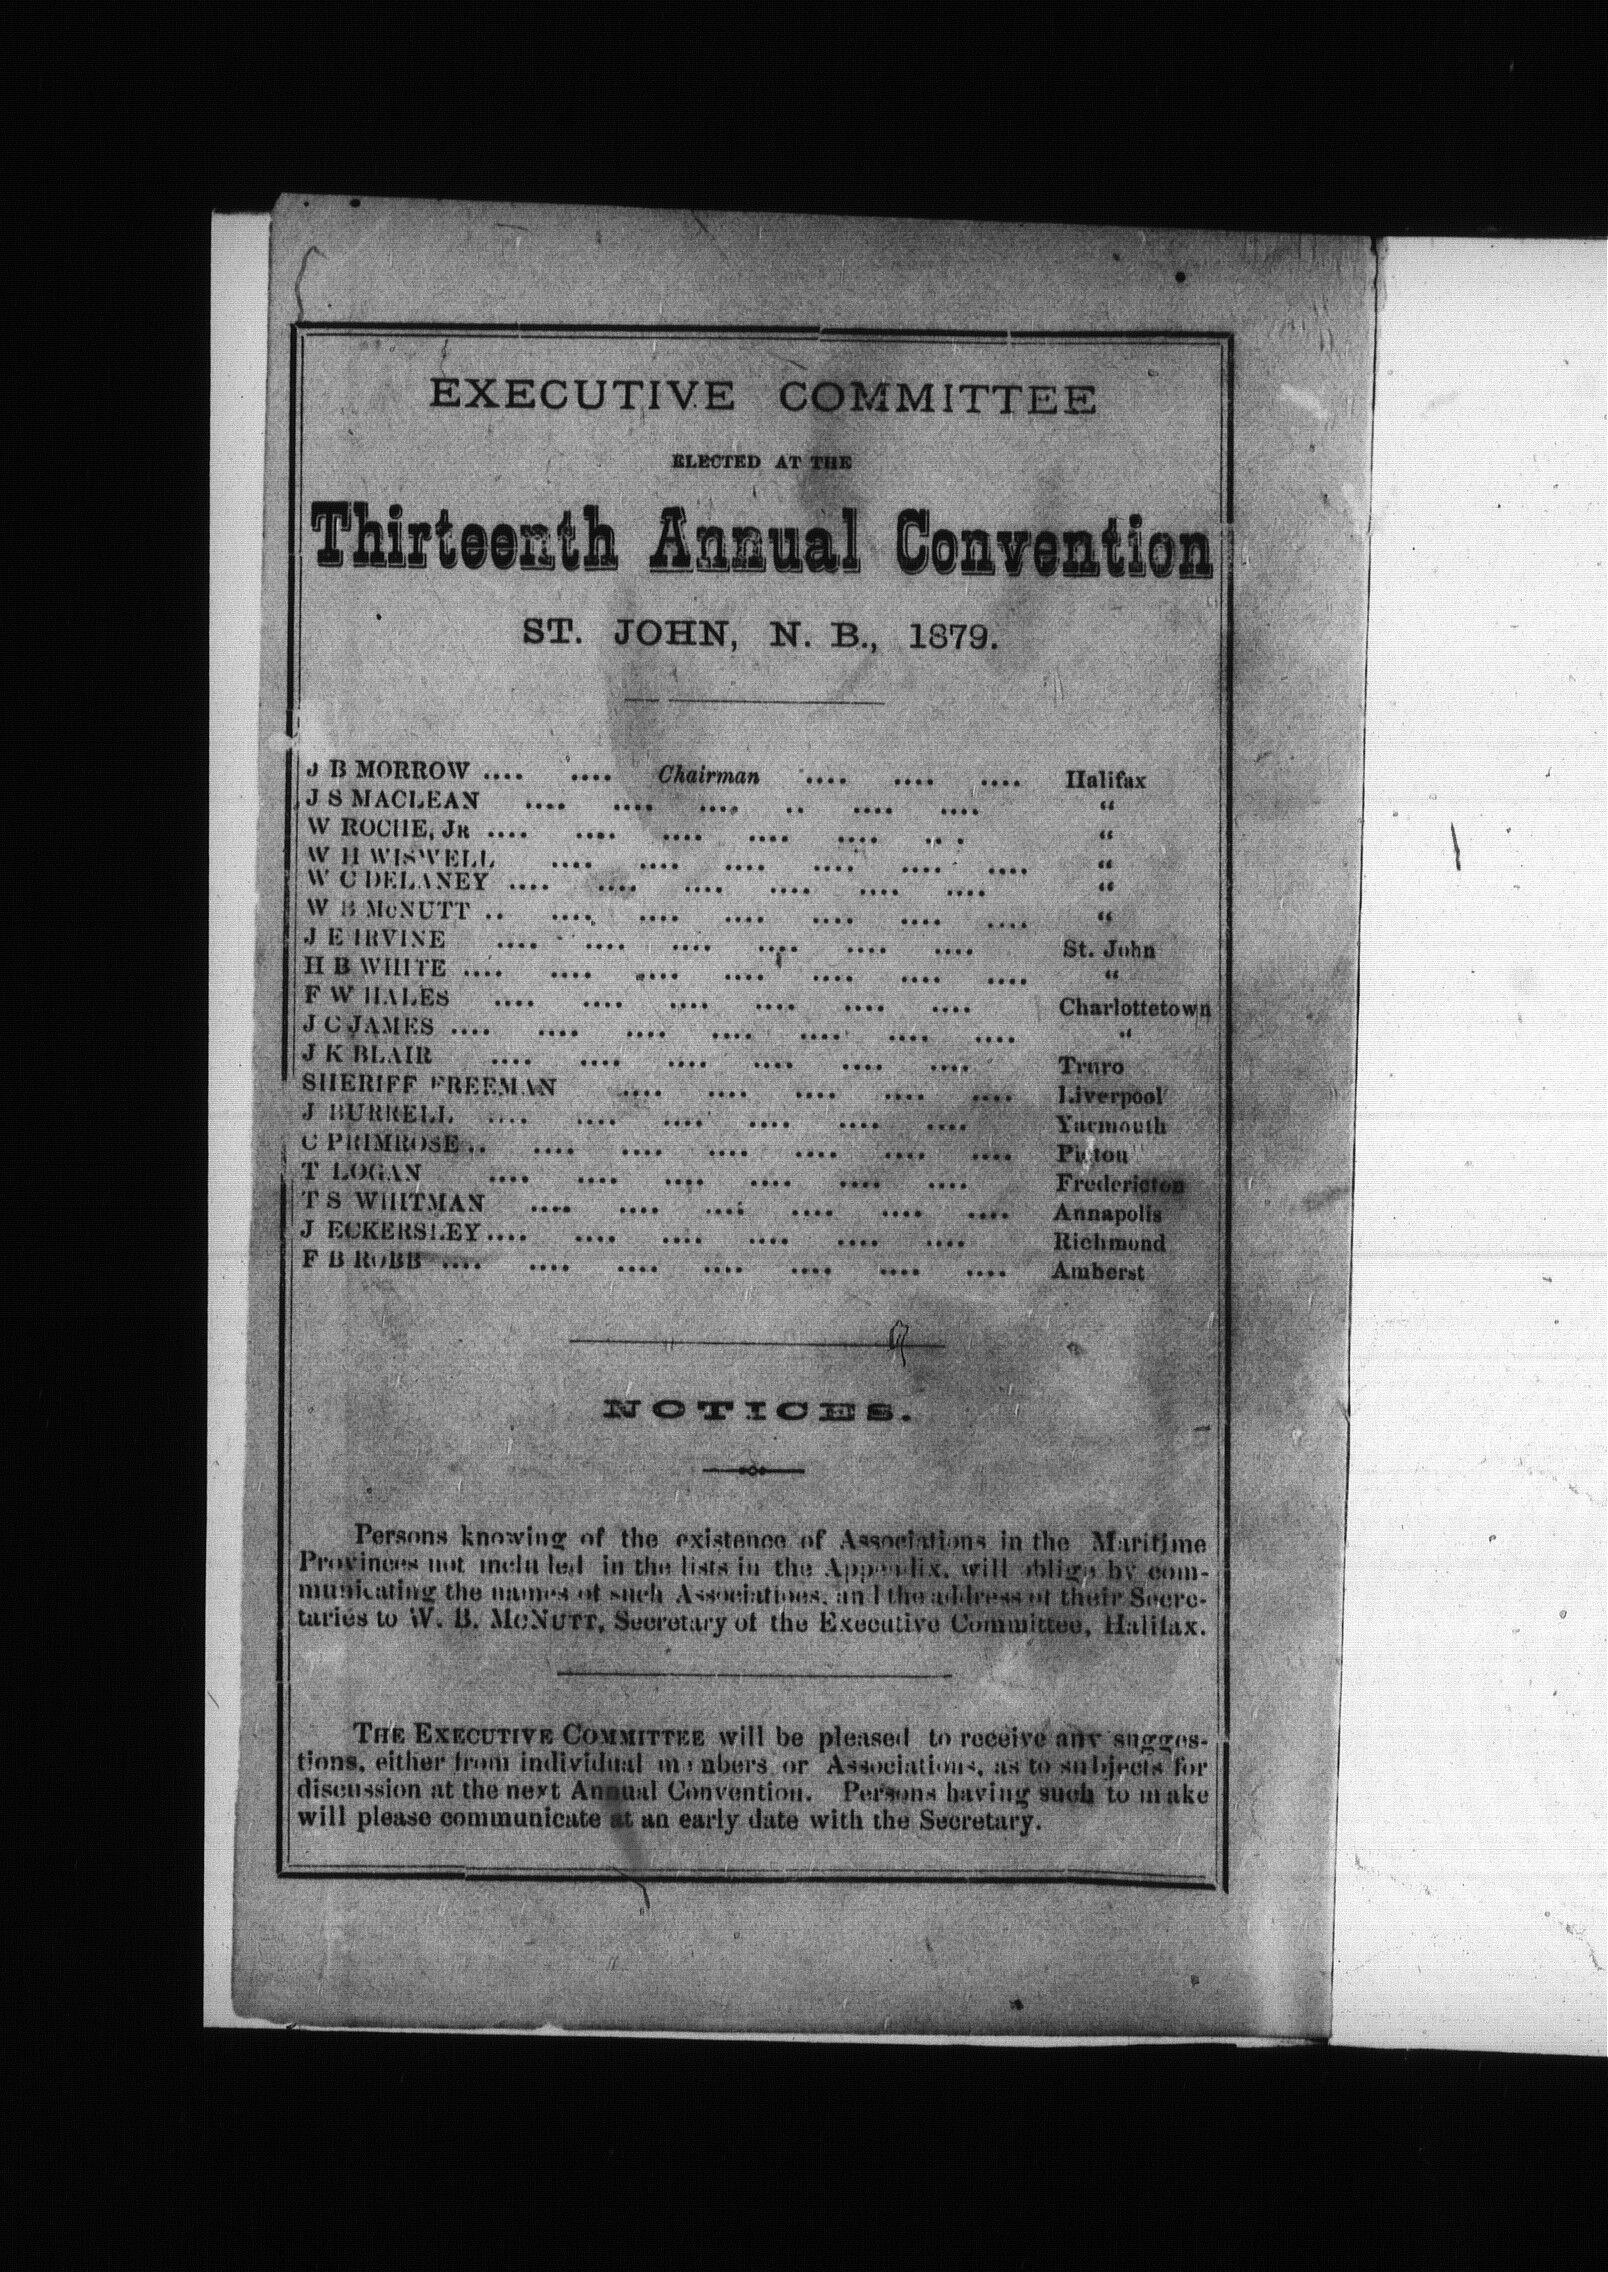 EXECUTIVE COMMITTEE
ELECTED AT THE
Thirteenth Annual Convention
ST. JOHN, N. B., 1879.
J B MORROW .... .... Chairman .... .... .... Halifax
J S MACLEAN .... .... .... .. .... .... “
W ROCHE, JR .... .... .... .... .... .. . “
W H WISWELL .... .... .... .... .... .... “
W C DELANEY .... .... .... .... .... .... “
W B McNUTT .. .... .... .... .... .... .... “
J E IRVINE .... .... .... .... .... .... St. John
H B WHITE .... .... .... .... .... .... .... “
F W HALES .... .... .... .... .... .... Charlottetown
J C JAMES .... .... .... .... .... .... .... “
J K BLAIR .... .... .... .... .... .... Truro
SHERIFF FREEMAN .... .... .... .... .... Liverpool
J BURRELL .... .... .... .... .... .... Yarmouth
C PRIMROSE .. .... .... .... .... .... .... Pictou
T LOGAN .... .... .... .... .... .... Fredericton
T S WHITMAN .... .... .... .... .... .... Annapolis
J ECKERSLEY .... .... .... .... .... .... Richmond
F B ROBB .... .... .... .... .... .... .... Amherst
NOTICES.
Persons knowing of the existence of Associations in the Maritime
Provinces not included in the lists in the Appendix, will oblige by com-
municating the names of such Associations, and the address of their Secre-
taries to W. B. McNUTT, Secretary of the Executive Committee, Halifax.
THE EXECUTIVE COMMITTEE will be pleased to receive any sugges-
tions, either from individual members or Associations, as to subjects for
discussion at the next Annual Convention. Persons having such to make
will please communicate at an early date with the Secretary.